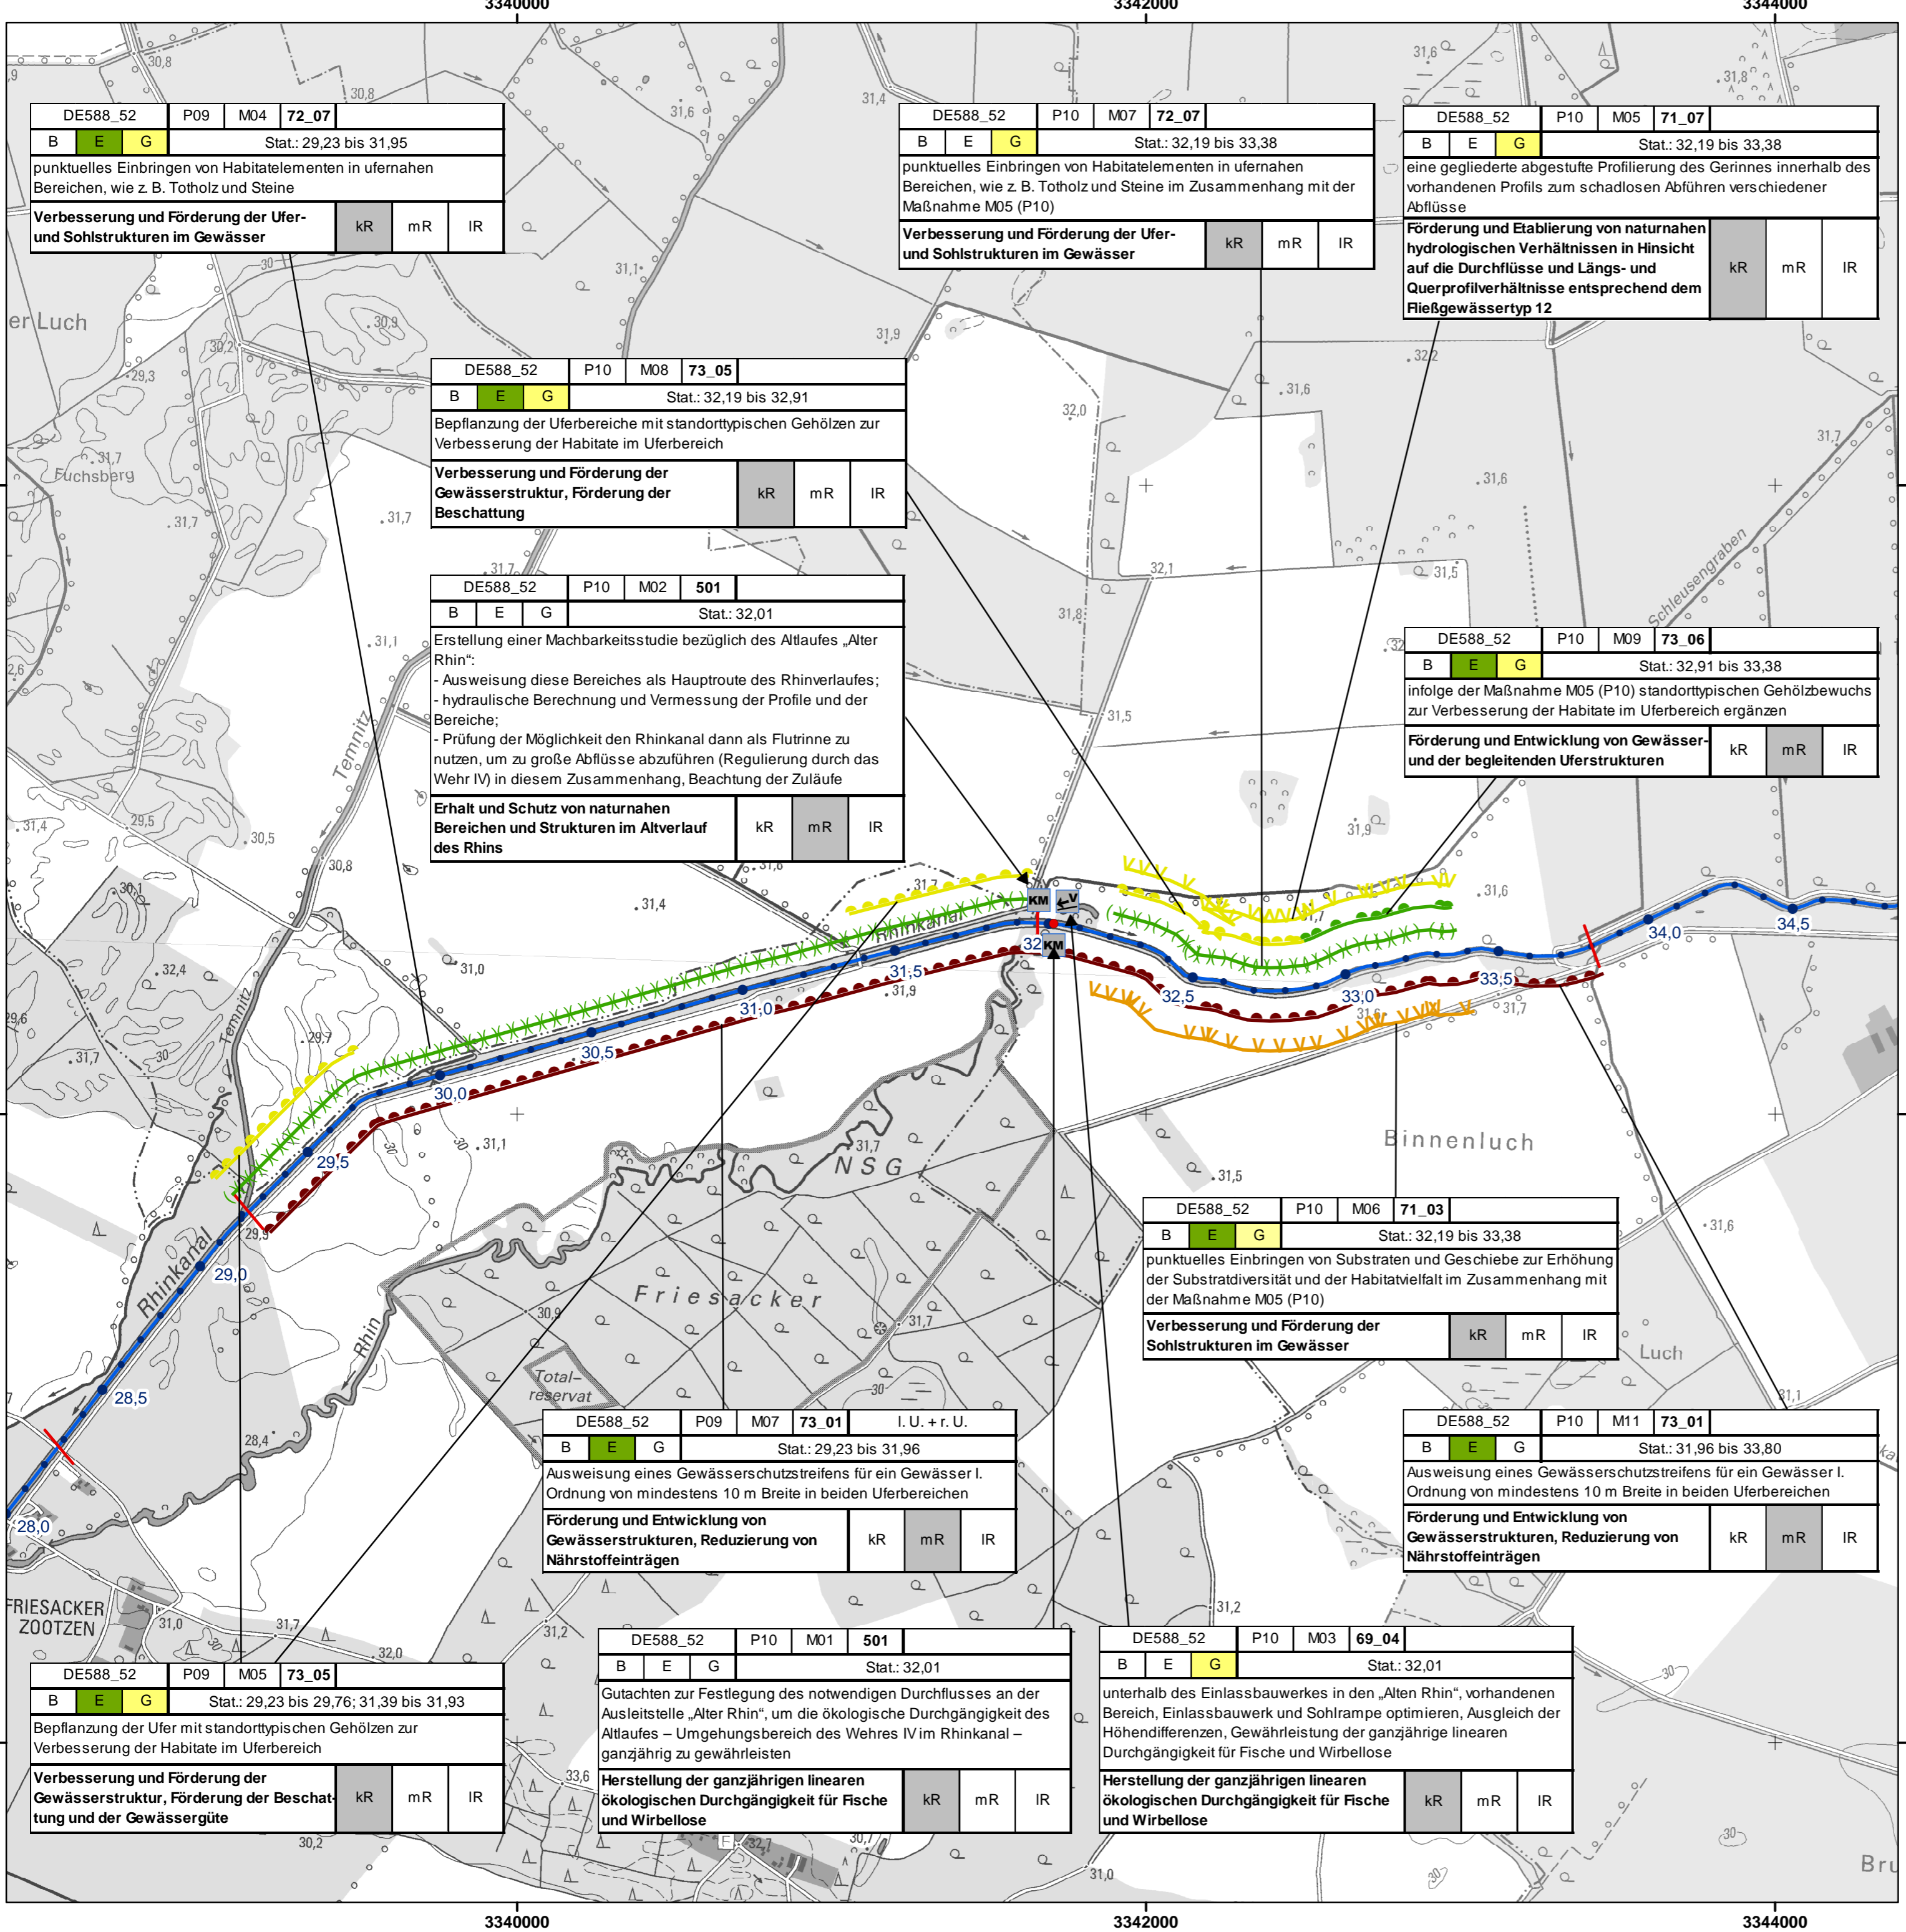 3340000
3342000
3344000
DE588_52 P09 M04 72_07
B E G Stat.: 29,23 bis 31,95
punktuelles Einbringen von Habitatelementen in ufernahen
Bereichen, wie z. B. Totholz und Steine
Verbesserung und Förderung der Ufer-
und Sohlstrukturen im Gewässer
kR mR lR
DE588_52 P10 M07 72_07
B E G Stat.: 32,19 bis 33,38
punktuelles Einbringen von Habitatelementen in ufernahen
Bereichen, wie z. B. Totholz und Steine im Zusammenhang mit der
Maßnahme M05 (P10)
Verbesserung und Förderung der Ufer-
und Sohlstrukturen im Gewässer
kR mR lR
DE588_52 P10 M05 71_07
B E G Stat.: 32,19 bis 33,38
eine gegliederte abgestufte Profilierung des Gerinnes innerhalb des
vorhandenen Profils zum schadlosen Abführen verschiedener
Abflüsse
Förderung und Etablierung von naturnahen
hydrologischen Verhältnissen in Hinsicht
auf die Durchflüsse und Längs- und
Querprofilverhältnisse entsprechend dem
Fließgewässertyp 12
kR mR lR
DE588_52 P10 M08 73_05
B E G Stat.: 32,19 bis 32,91
Bepflanzung der Uferbereiche mit standorttypischen Gehölzen zur
Verbesserung der Habitate im Uferbereich
Verbesserung und Förderung der
Gewässerstruktur, Förderung der
Beschattung
kR mR lR
DE588_52 P10 M02 501
B E G Stat.: 32,01
Erstellung einer Machbarkeitsstudie bezüglich des Altlaufes „Alter
Rhin“:
- Ausweisung diese Bereiches als Hauptroute des Rhinverlaufes;
- hydraulische Berechnung und Vermessung der Profile und der
Bereiche;
- Prüfung der Möglichkeit den Rhinkanal dann als Flutrinne zu
nutzen, um zu große Abflüsse abzuführen (Regulierung durch das
Wehr IV) in diesem Zusammenhang, Beachtung der Zuläufe
Erhalt und Schutz von naturnahen
Bereichen und Strukturen im Altverlauf
des Rhins
kR mR lR
DE588_52 P10 M09 73_06
B E G Stat.: 32,91 bis 33,38
infolge der Maßnahme M05 (P10) standorttypischen Gehölzbewuchs
zur Verbesserung der Habitate im Uferbereich ergänzen
Förderung und Entwicklung von Gewässer-
und der begleitenden Uferstrukturen
kR mR lR
er Luch
Fuchsberg
Temnitz
Temnitz
Schleusengraben
Rhinkanal
Rhinkanal
Rhin
KM
KM
V
28,0
28,5
29,0
29,5
30,0
30,5
31,0
31,5
32
32,5
33,0
33,5
34,0
34,5
NSG
Friesacker
Total-
reservat
Binnenluch
Luch
FRIESACKER
ZOOTZEN
Bru
DE588_52 P10 M06 71_03
B E G Stat.: 32,19 bis 33,38
punktuelles Einbringen von Substraten und Geschiebe zur Erhöhung
der Substratdiversität und der Habitatvielfalt im Zusammenhang mit
der Maßnahme M05 (P10)
Verbesserung und Förderung der
Sohlstrukturen im Gewässer
kR mR lR
DE588_52 P09 M07 73_01 l. U. + r. U.
B E G Stat.: 29,23 bis 31,96
Ausweisung eines Gewässerschutzstreifens für ein Gewässer I.
Ordnung von mindestens 10 m Breite in beiden Uferbereichen
Förderung und Entwicklung von
Gewässerstrukturen, Reduzierung von
Nährstoffeinträgen
kR mR lR
DE588_52 P10 M11 73_01
B E G Stat.: 31,96 bis 33,80
Ausweisung eines Gewässerschutzstreifens für ein Gewässer I.
Ordnung von mindestens 10 m Breite in beiden Uferbereichen
Förderung und Entwicklung von
Gewässerstrukturen, Reduzierung von
Nährstoffeinträgen
kR mR lR
DE588_52 P09 M05 73_05
B E G Stat.: 29,23 bis 29,76; 31,39 bis 31,93
Bepflanzung der Ufer mit standorttypischen Gehölzen zur
Verbesserung der Habitate im Uferbereich
Verbesserung und Förderung der
Gewässerstruktur, Förderung der Beschat-
tung und der Gewässergüte
kR mR lR
DE588_52 P10 M01 501
B E G Stat.: 32,01
Gutachten zur Festlegung des notwendigen Durchflusses an der
Ausleitstelle „Alter Rhin“, um die ökologische Durchgängigkeit des
Altlaufes – Umgehungsbereich des Wehres IV im Rhinkanal –
ganzjährig zu gewährleisten
Herstellung der ganzjährigen linearen
ökologischen Durchgängigkeit für Fische
und Wirbellose
kR mR lR
DE588_52 P10 M03 69_04
B E G Stat.: 32,01
unterhalb des Einlassbauwerkes in den „Alten Rhin“, vorhandenen
Bereich, Einlassbauwerk und Sohlrampe optimieren, Ausgleich der
Höhendifferenzen, Gewährleistung der ganzjährige linearen
Durchgängigkeit für Fische und Wirbellose
Herstellung der ganzjährigen linearen
ökologischen Durchgängigkeit für Fische
und Wirbellose
kR mR lR
3340000
3342000
3344000